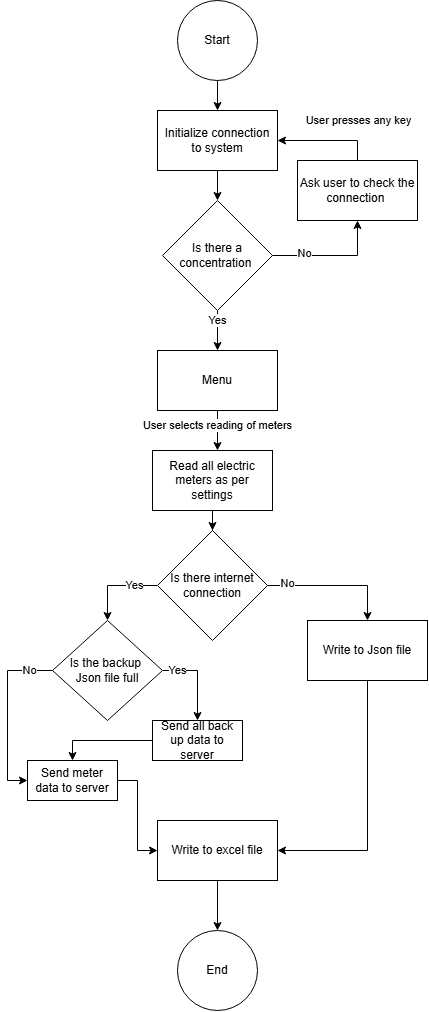 Start
User presses any key
Initialize connection
to system
Ask user to check the
connection
Is there a
concentration
No
Yes
Menu
User selects reading of meters
Read all electric
meters as per
settings
Is there internet
connection
Yes
No
Is the backup
Json file full
No
Yes
Write to Json file
Send all back
up data to
server
Send meter
data to server
Write to excel file
End